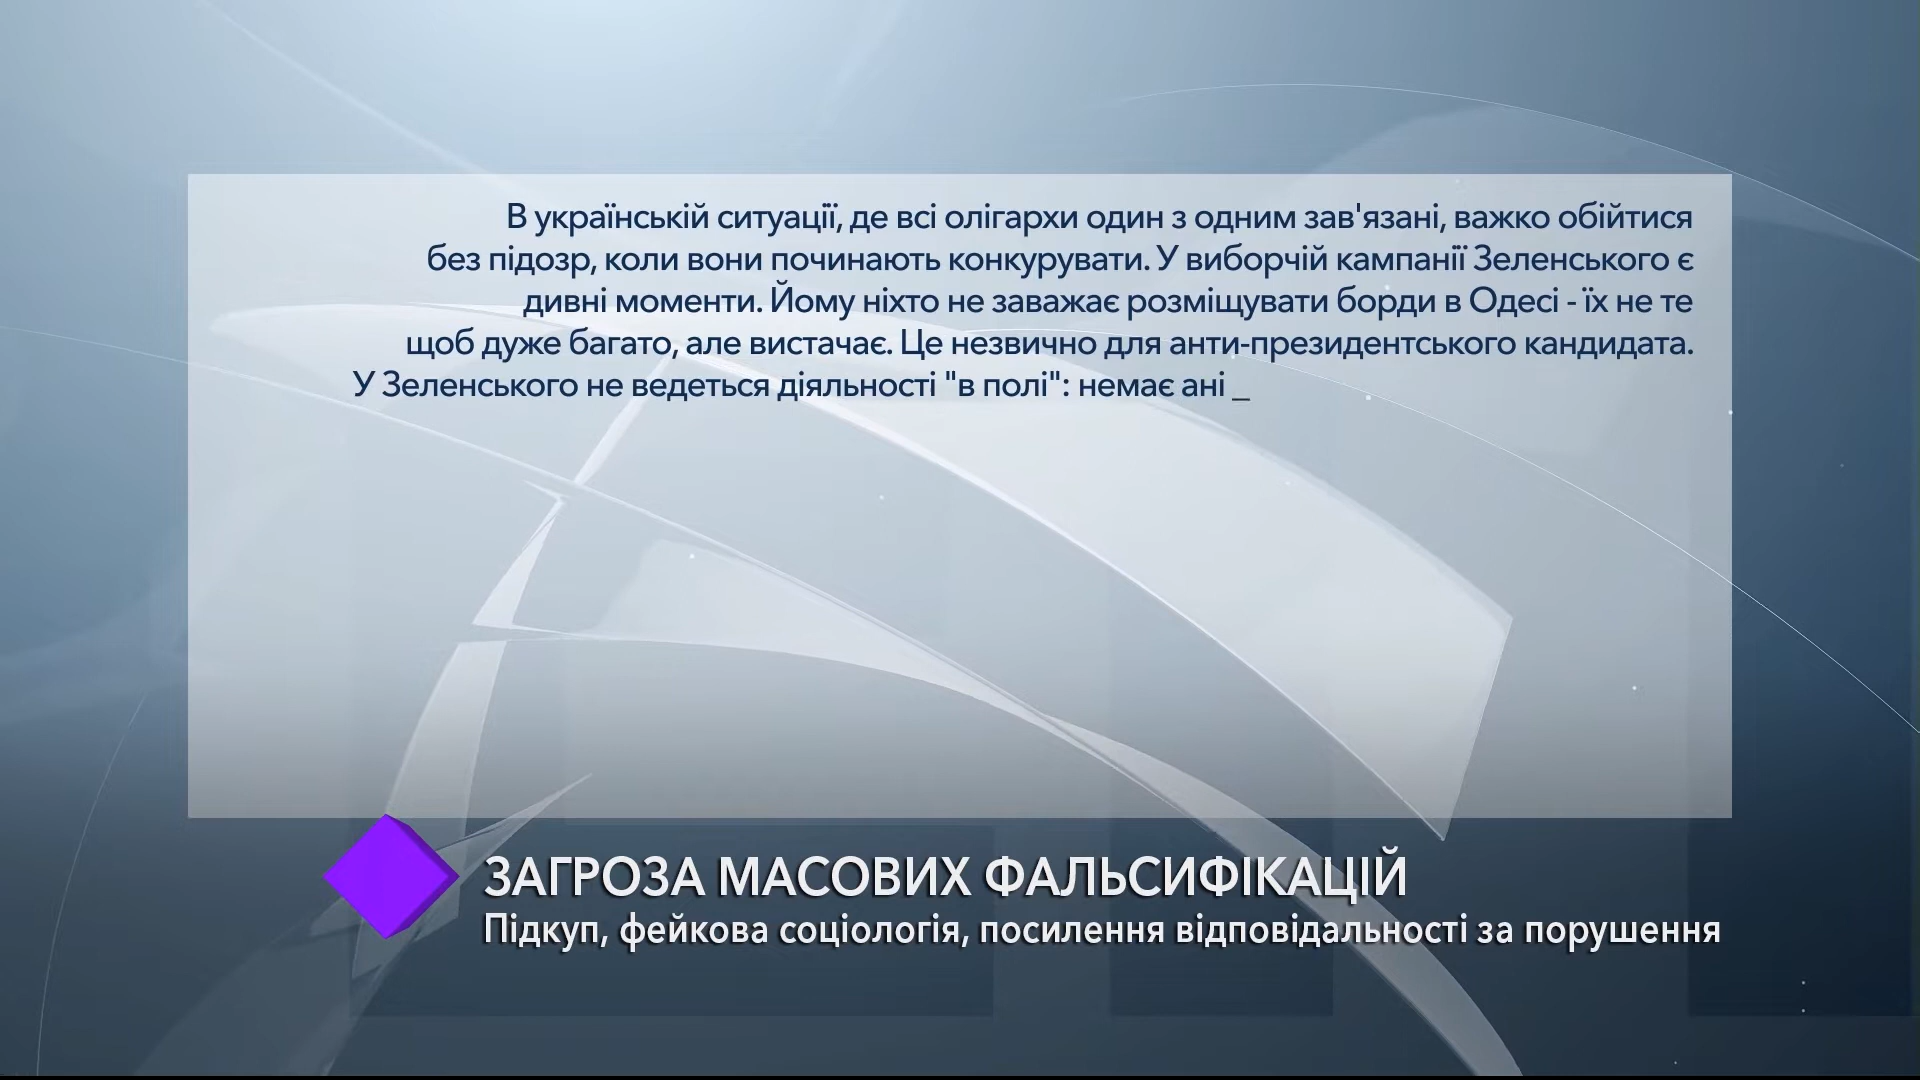 В українській ситуації, де всі олігархи один з одним зав'язані, важко обійтися
без підозр, коли вони починають конкурувати. У виборчій кампанії Зеленського є
дивні моменти. Йому ніхто не заважає розміщувати борди в Одесі - їх не те
щоб дуже багато, але вистачає. Це незвично для анти-президентського кандидата.
У Зеленського не ведеться діяльності "в полі": немає ані _
ЗАГРОЗА МАСОВИХ ФАЛЬСИФІКАЦІЙ
Підкуп, фейкова соціологія, посилення відповідальності за порушення